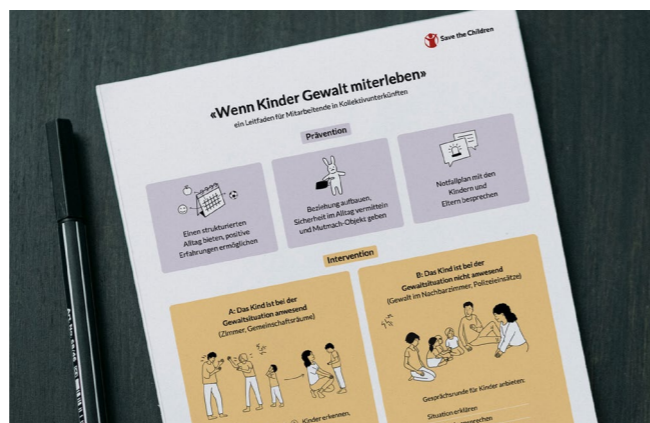 Save the Children
«Wenn Kinder Gewalt miterleben»
ein Leitfaden für Mitarbeitende in Kollektivunterkünften
Prävention
Einen strukturierten
Alltag bieten, positive
Erfahrungen ermöglichen
Beziehung aufbauen,
Sicherheit im Alltag vermitteln
und Mutmach-Objekt geben
Notfallplan mit den
Kindern und
Eltern besprechen
Intervention
A: Das Kind ist bei der
Gewaltsituation anwesend
(Zimmer, Gemeinschaftsräume)
B: Das Kind ist bei der
Gewaltsituation nicht anwesend
(Gewalt im Nachbarzimmer, Polizeieinsätze)
Kinder erkennen,
Gesprächsrunde für Kinder anbieten:
Situation erklären